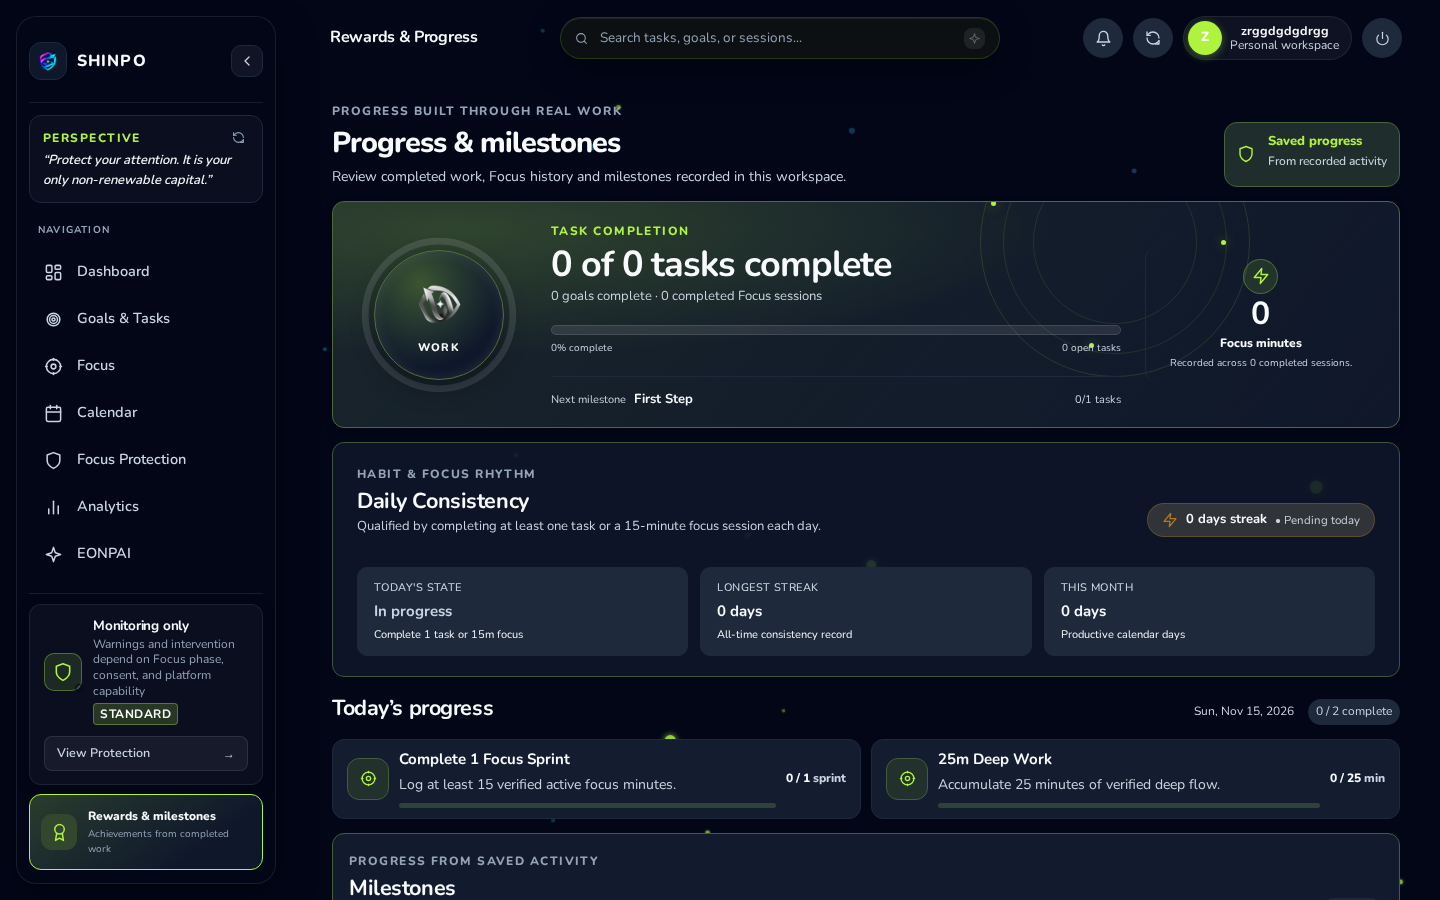 SHINPO
PERSPECTIVE
“Protect your attention. It is your
only non-renewable capital.”
NAVIGATION
Dashboard
Goals & Tasks
Focus
Calendar
Focus Protection
Analytics
EONPAI
Monitoring only
Warnings and intervention
depend on Focus phase,
consent, and platform
capability
STANDARD
View Protection →
Rewards & milestones
Achievements from completed
work
Rewards & Progress
Search tasks, goals, or sessions...
Z
zrggdgdgdrgg
Personal workspace
PROGRESS BUILT THROUGH REAL WORK
Progress & milestones
Review completed work, Focus history and milestones recorded in this workspace.
Saved progress
From recorded activity
WORK
TASK COMPLETION
0 of 0 tasks complete
0 goals complete · 0 completed Focus sessions
0% complete
0 open tasks
Next milestone First Step
0/1 tasks
0
Focus minutes
Recorded across 0 completed sessions.
HABIT & FOCUS RHYTHM
Daily Consistency
Qualified by completing at least one task or a 15-minute focus session each day.
0 days streak • Pending today
TODAY'S STATE
In progress
Complete 1 task or 15m focus
LONGEST STREAK
0 days
All-time consistency record
THIS MONTH
0 days
Productive calendar days
Today’s progress
Sun, Nov 15, 2026
0 / 2 complete
Complete 1 Focus Sprint
Log at least 15 verified active focus minutes.
0 / 1 sprint
25m Deep Work
Accumulate 25 minutes of verified deep flow.
0 / 25 min
PROGRESS FROM SAVED ACTIVITY
Milestones